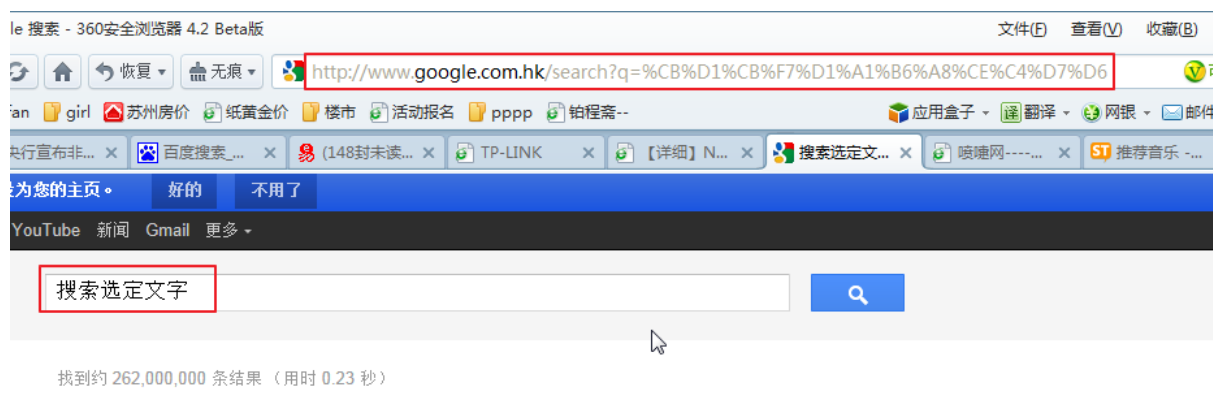 le 搜索 - 360安全浏览器 4.2 Beta版 文件(F) 查看(V) 收藏(B)
恢复 无痕 http://www.google.com.hk/search?q=%CB%D1%CB%F7%D1%A1%B6%A8%CE%C4%D7%D6
girl 苏州房价 纸黄金价 楼市 活动报名 pppp 铂程斋-- 应用盒子 译 翻译 网银 邮件
央行宣布非... 百度搜索_... (148封未读... TP-LINK 【详细】N... 搜索选定文... 喷嚏网----... ST 推荐音乐 -...
为您的主页。 好的 不用了
YouTube 新闻 Gmail 更多
搜索选定文字
找到约 262,000,000 条结果 (用时 0.23 秒)